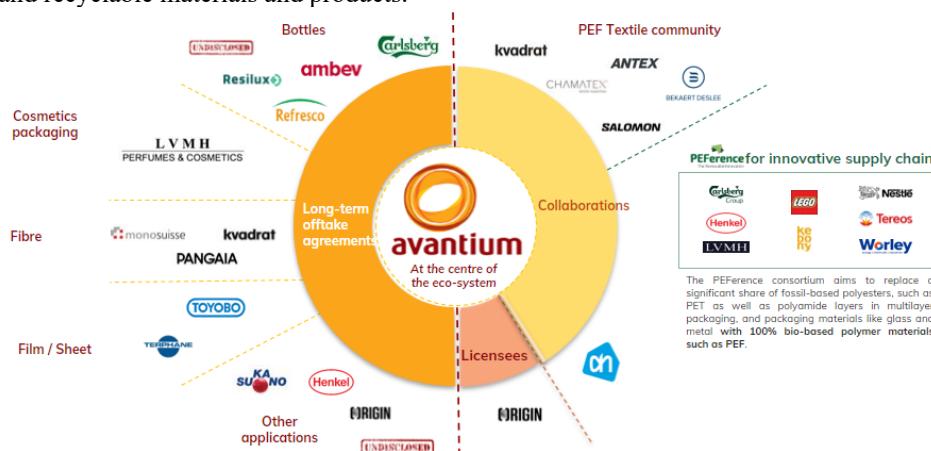 and recyclable materials and products.
Bottles
UNDISCLOSED
Carlsberg
Resilux
ambev
Refresco
Cosmetics
packaging
LVMH
PERFUMES & COSMETICS
Fibre
monosuisse
kvadrat
PANGAIA
TOYOBO
Film / Sheet
TERPHANE
SUKANO
Henkel
ORIGIN
Other
applications
UNDISCLOSED
Long-term
offtake
agreements
avantium
At the centre of
the eco-system
Collaborations
Licensees
ORIGIN
ah
PEF Textile community
kvadrat
ANTEX
CHAMATEX
BEKAERT DESLEE
SALOMON
PEFerence for innovative supply chain
Carlsberg
Group
LEGO
Nestlé
Henkel
kebony
Tereos
LVMH
Worley
The PEFerence consortium aims to replace a
significant share of fossil-based polyesters, such as
PET as well as polyamide layers in multilayer
packaging, and packaging materials like glass and
metal with 100% bio-based polymer materials
such as PEF.